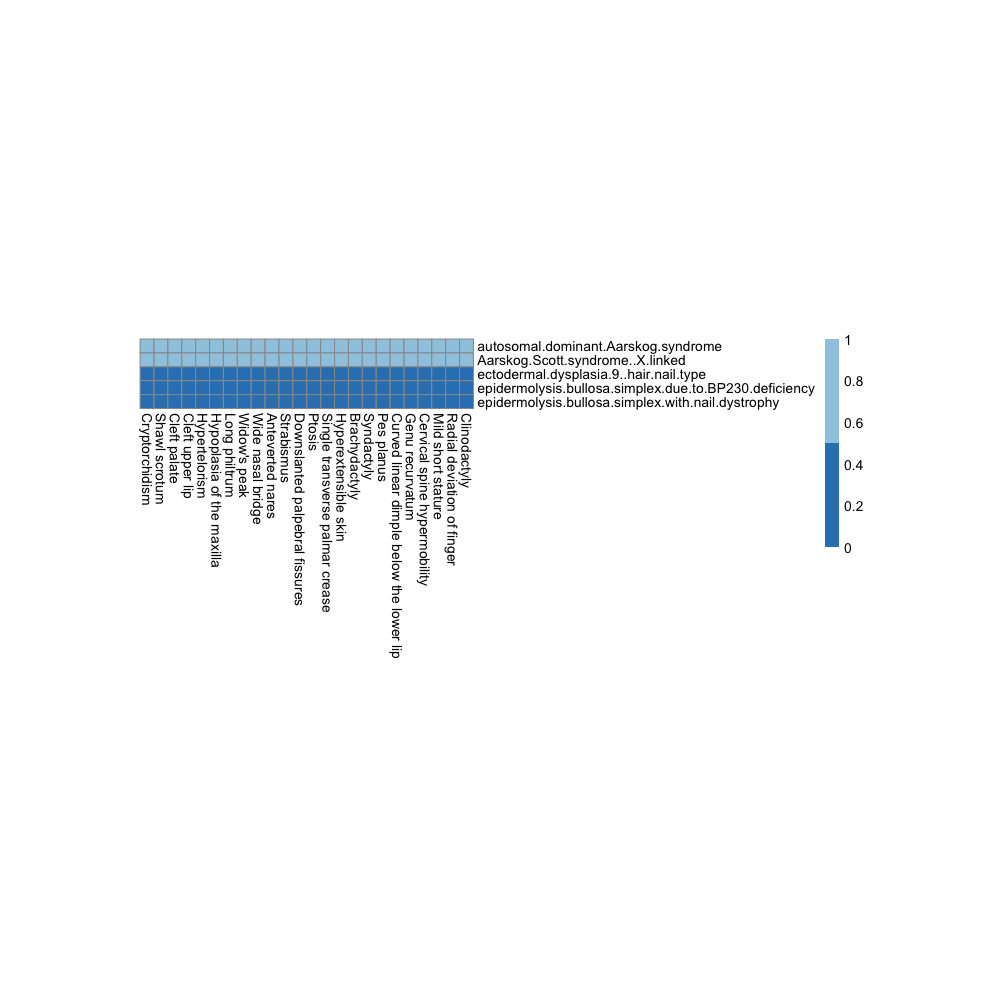 autosomal.dominant.Aarskog.syndrome
Aarskog.Scott.syndrome..X.linked
ectodermal.dysplasia.9..hair.nail.type
epidermolysis.bullosa.simplex.due.to.BP230.deficiency
epidermolysis.bullosa.simplex.with.nail.dystrophy
Cryptorchidism
Shawl scrotum
Cleft palate
Cleft upper lip
Hypertelorism
Hypoplasia of the maxilla
Long philtrum
Widow's peak
Wide nasal bridge
Anteverted nares
Strabismus
Downslanted palpebral fissures
Ptosis
Single transverse palmar crease
Hyperextensible skin
Brachydactyly
Syndactyly
Pes planus
Curved linear dimple below the lower lip
Genu recurvatum
Cervical spine hypermobility
Mild short stature
Radial deviation of finger
Clinodactyly
1
0.8
0.6
0.4
0.2
0